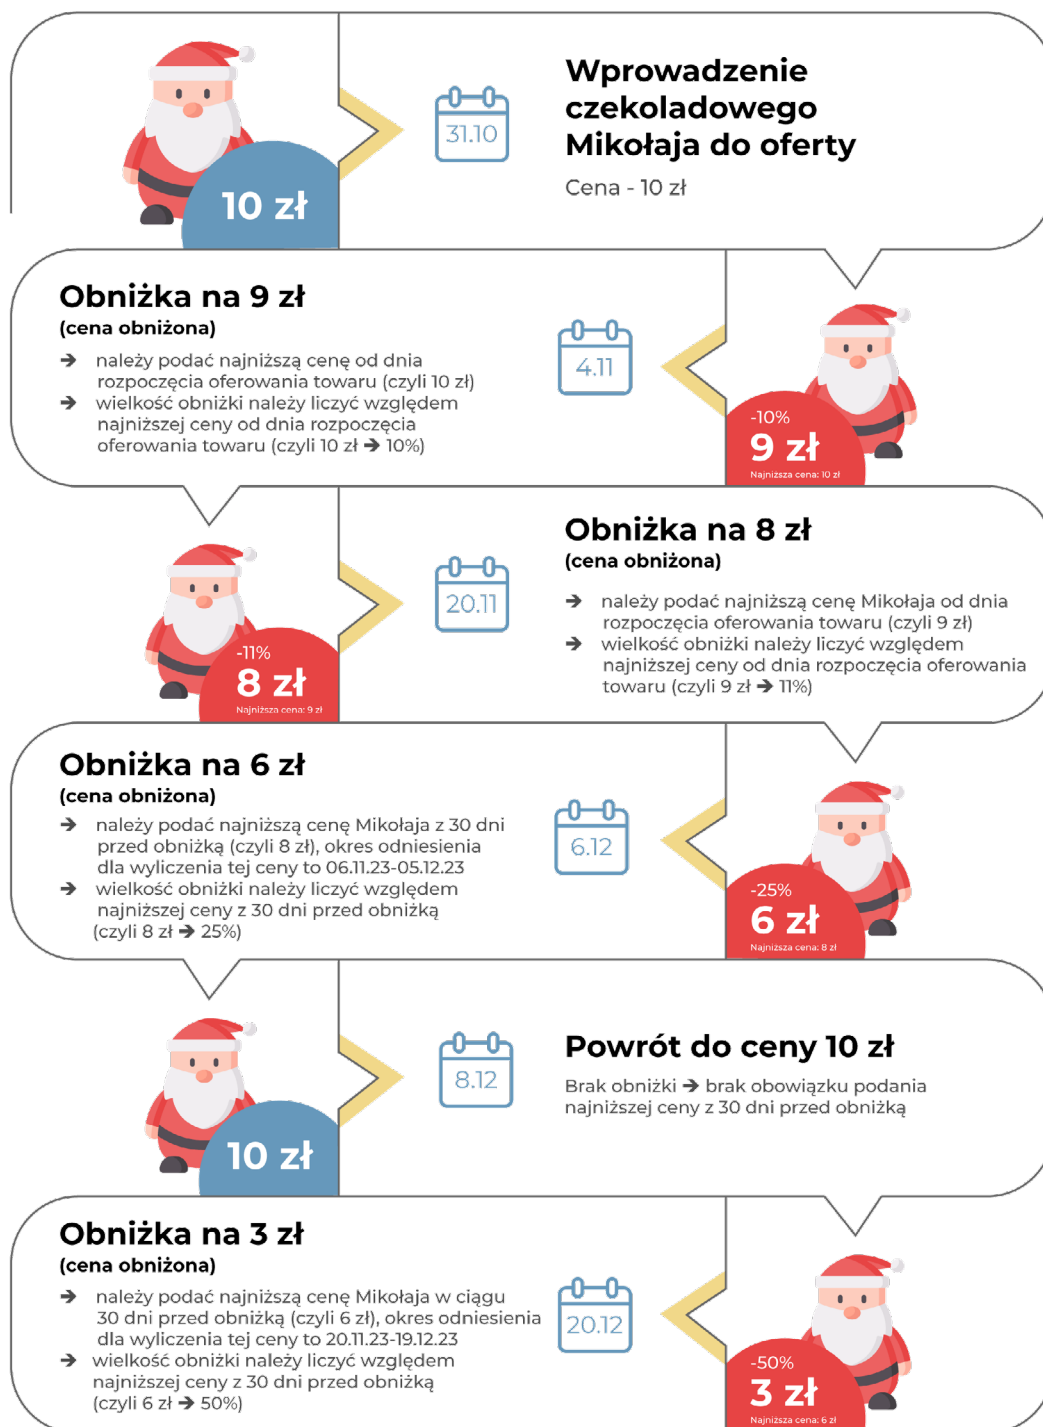 31.10
Wprowadzenie
czekoladowego
Mikołaja do oferty
Cena - 10 zł
10 zł
Obniżka na 9 zł
(cena obniżona)
➔ należy podać najniższą cenę od dnia
rozpoczęcia oferowania towaru (czyli 10 zł)
➔ wielkość obniżki należy liczyć względem
najniższej ceny od dnia rozpoczęcia
oferowania towaru (czyli 10 zł ➔ 10%)
4.11
-10%
9 zł
Najniższa cena: 10 zł
Obniżka na 8 zł
(cena obniżona)
➔ należy podać najniższą cenę Mikołaja od dnia
rozpoczęcia oferowania towaru (czyli 9 zł)
➔ wielkość obniżki należy liczyć względem
najniższej ceny od dnia rozpoczęcia oferowania
towaru (czyli 9 zł ➔ 11%)
20.11
-11%
8 zł
Najniższa cena: 9 zł
Obniżka na 6 zł
(cena obniżona)
➔ należy podać najniższą cenę Mikołaja z 30 dni
przed obniżką (czyli 8 zł), okres odniesienia
dla wyliczenia tej ceny to 06.11.23-05.12.23
➔ wielkość obniżki należy liczyć względem
najniższej ceny z 30 dni przed obniżką
(czyli 8 zł ➔ 25%)
6.12
-25%
6 zł
Najniższa cena: 8 zł
8.12
Powrót do ceny 10 zł
Brak obniżki ➔ brak obowiązku podania
najniższej ceny z 30 dni przed obniżką
10 zł
Obniżka na 3 zł
(cena obniżona)
➔ należy podać najniższą cenę Mikołaja w ciągu
30 dni przed obniżką (czyli 6 zł), okres odniesienia
dla wyliczenia tej ceny to 20.11.23-19.12.23
➔ wielkość obniżki należy liczyć względem
najniższej ceny z 30 dni przed obniżką
(czyli 6 zł ➔ 50%)
20.12
-50%
3 zł
Najniższa cena: 6 zł